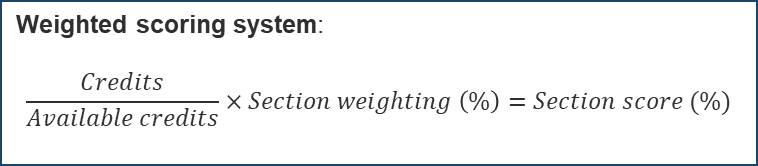 Weighted scoring system:
Credits
Available credits
× Section weighting (%) = Section score (%)